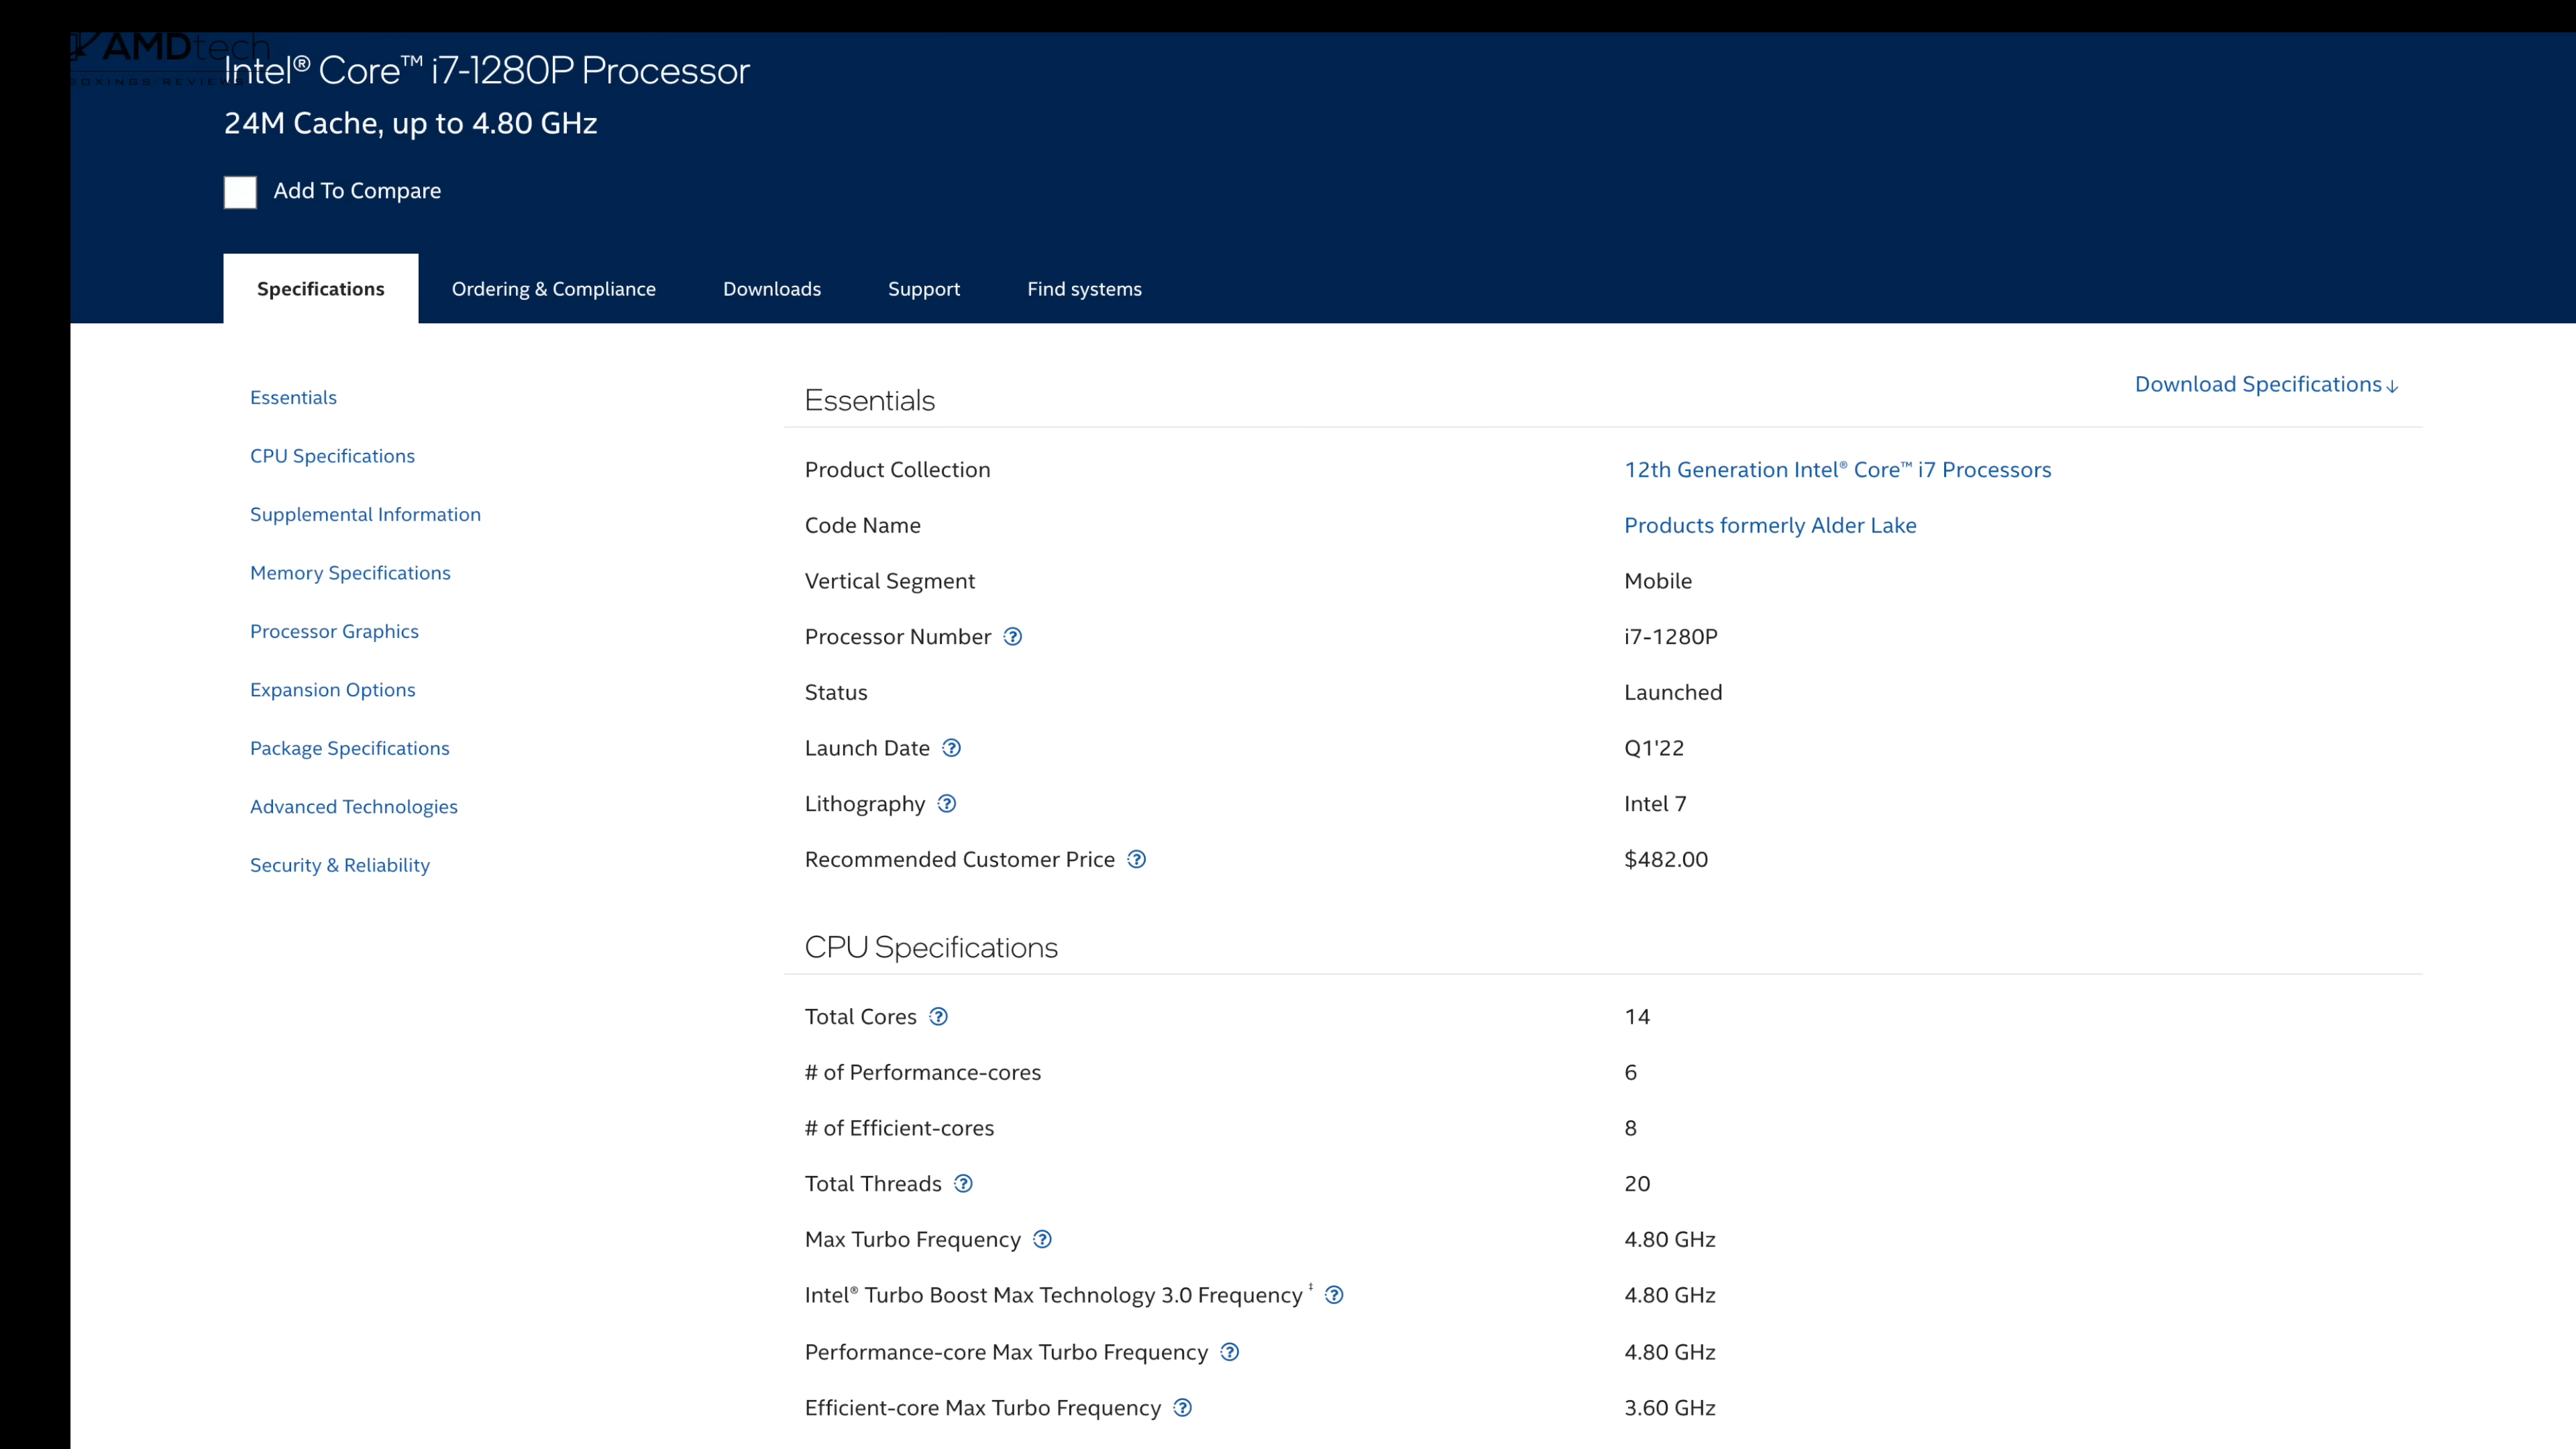 AMDtech
Intel® Core™ i7-1280P Processor
24M Cache, up to 4.80 GHz
Add To Compare
Specifications Ordering & Compliance Downloads Support Find systems
Download Specifications↓
Essentials
CPU Specifications
Supplemental Information
Memory Specifications
Processor Graphics
Expansion Options
Package Specifications
Advanced Technologies
Security & Reliability
Essentials
Product Collection 12th Generation Intel® Core™ i7 Processors
Code Name Products formerly Alder Lake
Vertical Segment Mobile
Processor Number i7-1280P
Status Launched
Launch Date Q1'22
Lithography Intel 7
Recommended Customer Price $482.00
CPU Specifications
Total Cores 14
# of Performance-cores 6
# of Efficient-cores 8
Total Threads 20
Max Turbo Frequency 4.80 GHz
Intel® Turbo Boost Max Technology 3.0 Frequency ‡ 4.80 GHz
Performance-core Max Turbo Frequency 4.80 GHz
Efficient-core Max Turbo Frequency 3.60 GHz